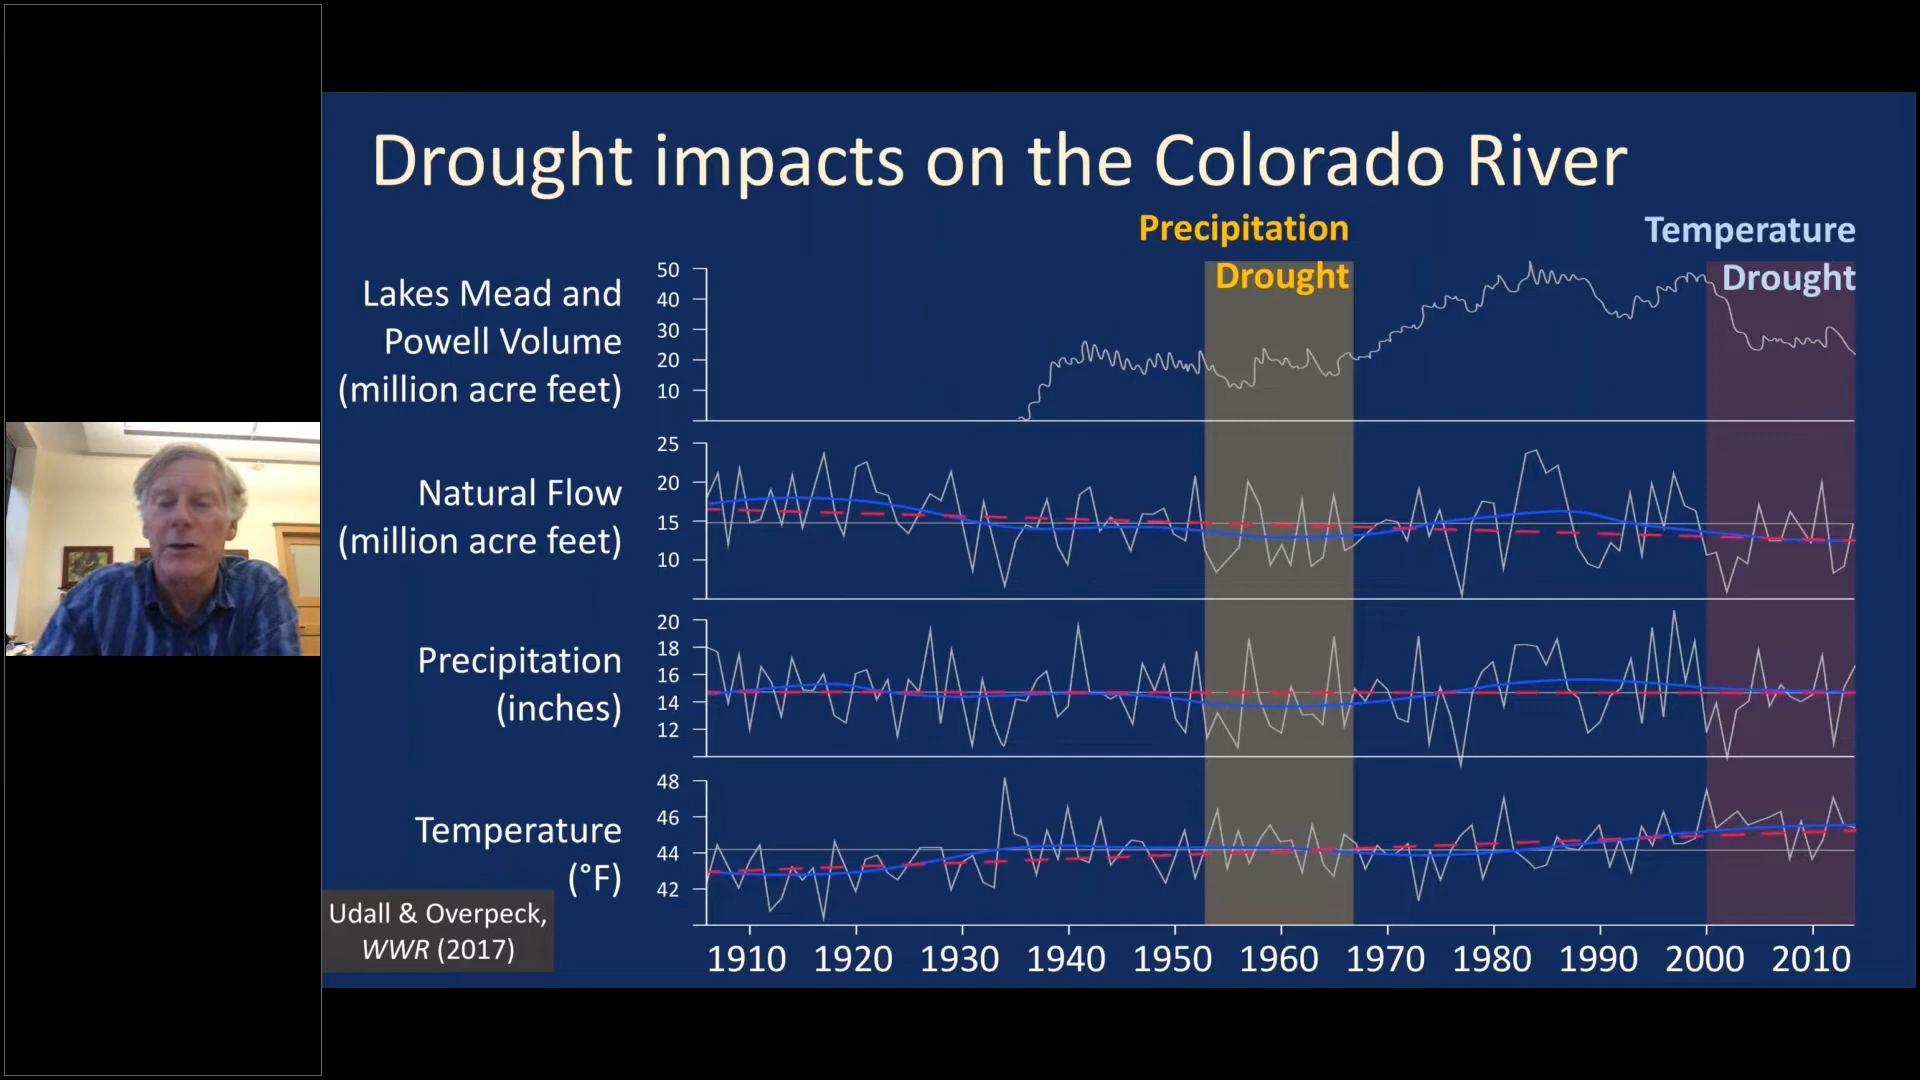 Drought impacts on the Colorado River
Precipitation
Drought
Temperature
Drought
Lakes Mead and
Powell Volume
(million acre feet)
50
40
30
20
10
Natural Flow
(million acre feet)
25
20
15
10
Precipitation
(inches)
20
18
16
14
12
Temperature
(°F)
48
46
44
42
Udall & Overpeck,
WWR (2017)
1910 1920 1930 1940 1950 1960 1970 1980 1990 2000 2010